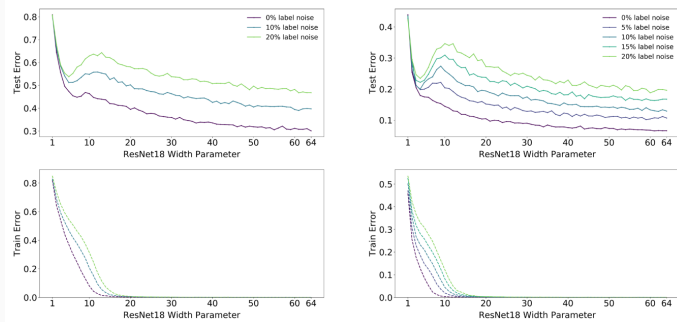 0.8
0.7
0.6
0.5
0.4
0.3
Test Error
0% label noise
10% label noise
20% label noise
1 10 20 30 40 50 60 64
ResNet18 Width Parameter
0.4
0.3
0.2
0.1
Test Error
0% label noise
5% label noise
10% label noise
15% label noise
20% label noise
1 10 20 30 40 50 60 64
ResNet18 Width Parameter
0.8
0.6
0.4
0.2
0.0
Train Error
1 10 20 30 40 50 60 64
ResNet18 Width Parameter
0.5
0.4
0.3
0.2
0.1
0.0
Train Error
1 10 20 30 40 50 60 64
ResNet18 Width Parameter